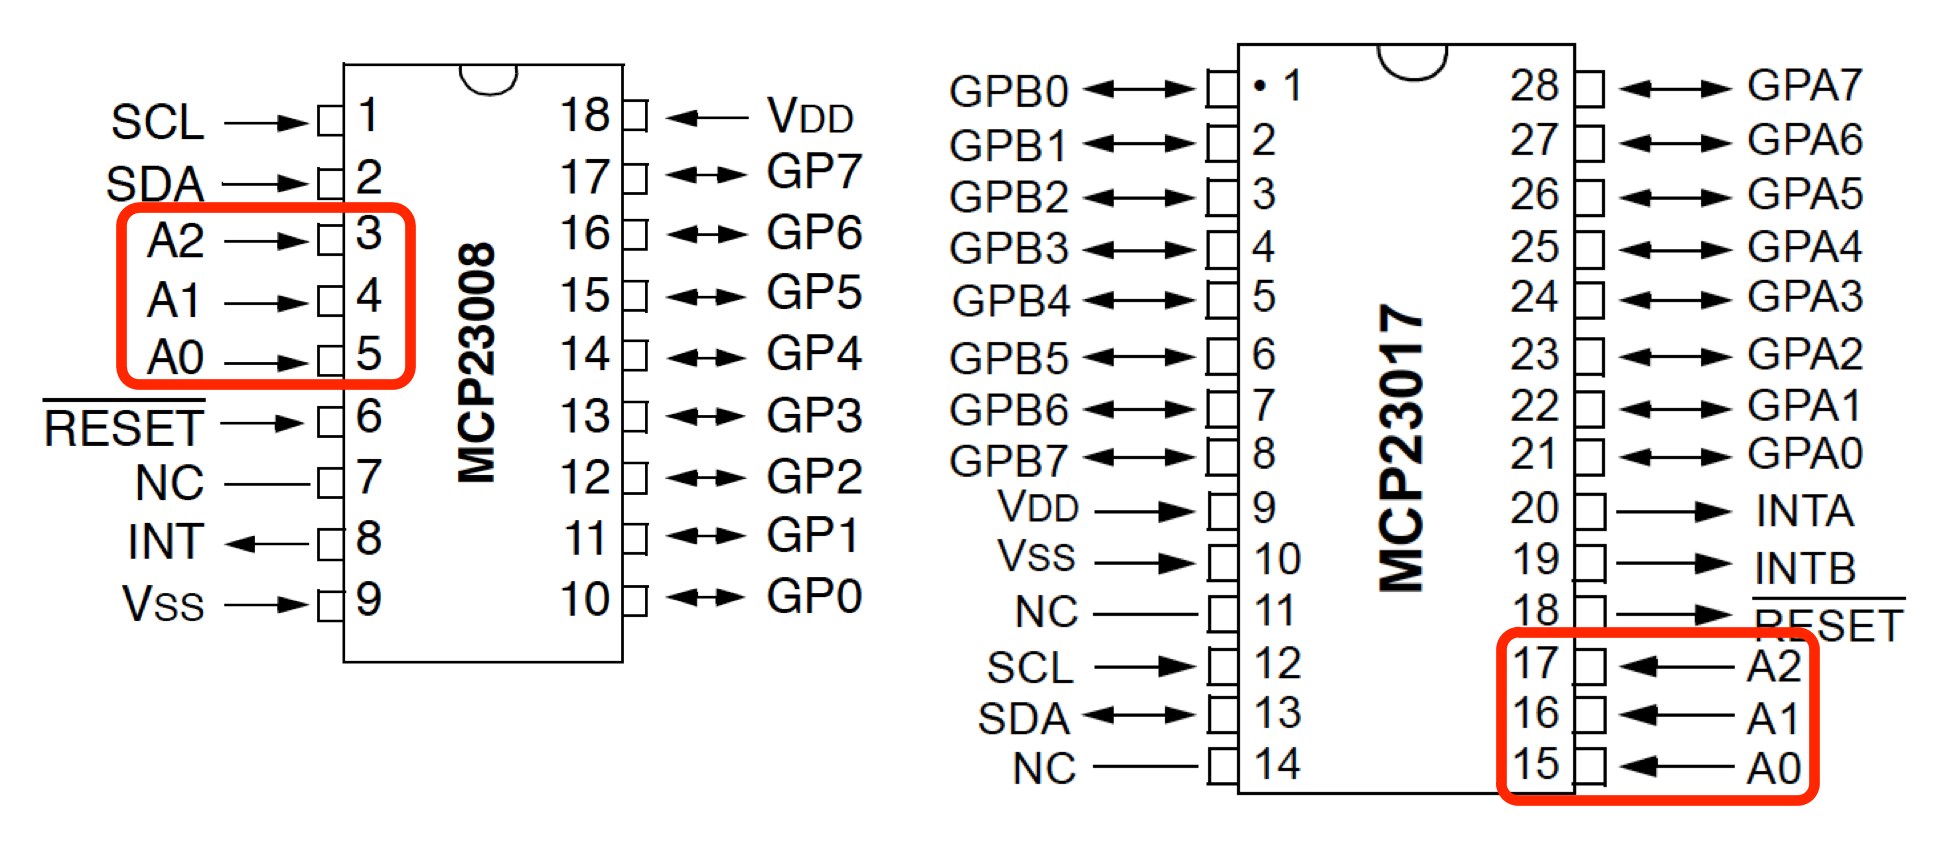 SCL 1 18 VDD
SDA 2 17 GP7
A2 3 16 GP6
A1 4 15 GP5
A0 5 14 GP4
RESET 6 13 GP3
NC 7 12 GP2
INT 8 11 GP1
VSS 9 10 GP0
MCP23008
GPB0 • 1 28 GPA7
GPB1 2 27 GPA6
GPB2 3 26 GPA5
GPB3 4 25 GPA4
GPB4 5 24 GPA3
GPB5 6 23 GPA2
GPB6 7 22 GPA1
GPB7 8 21 GPA0
VDD 9 20 INTA
VSS 10 19 INTB
NC 11 18 RESET
SCL 12 17 A2
SDA 13 16 A1
NC 14 15 A0
MCP23017